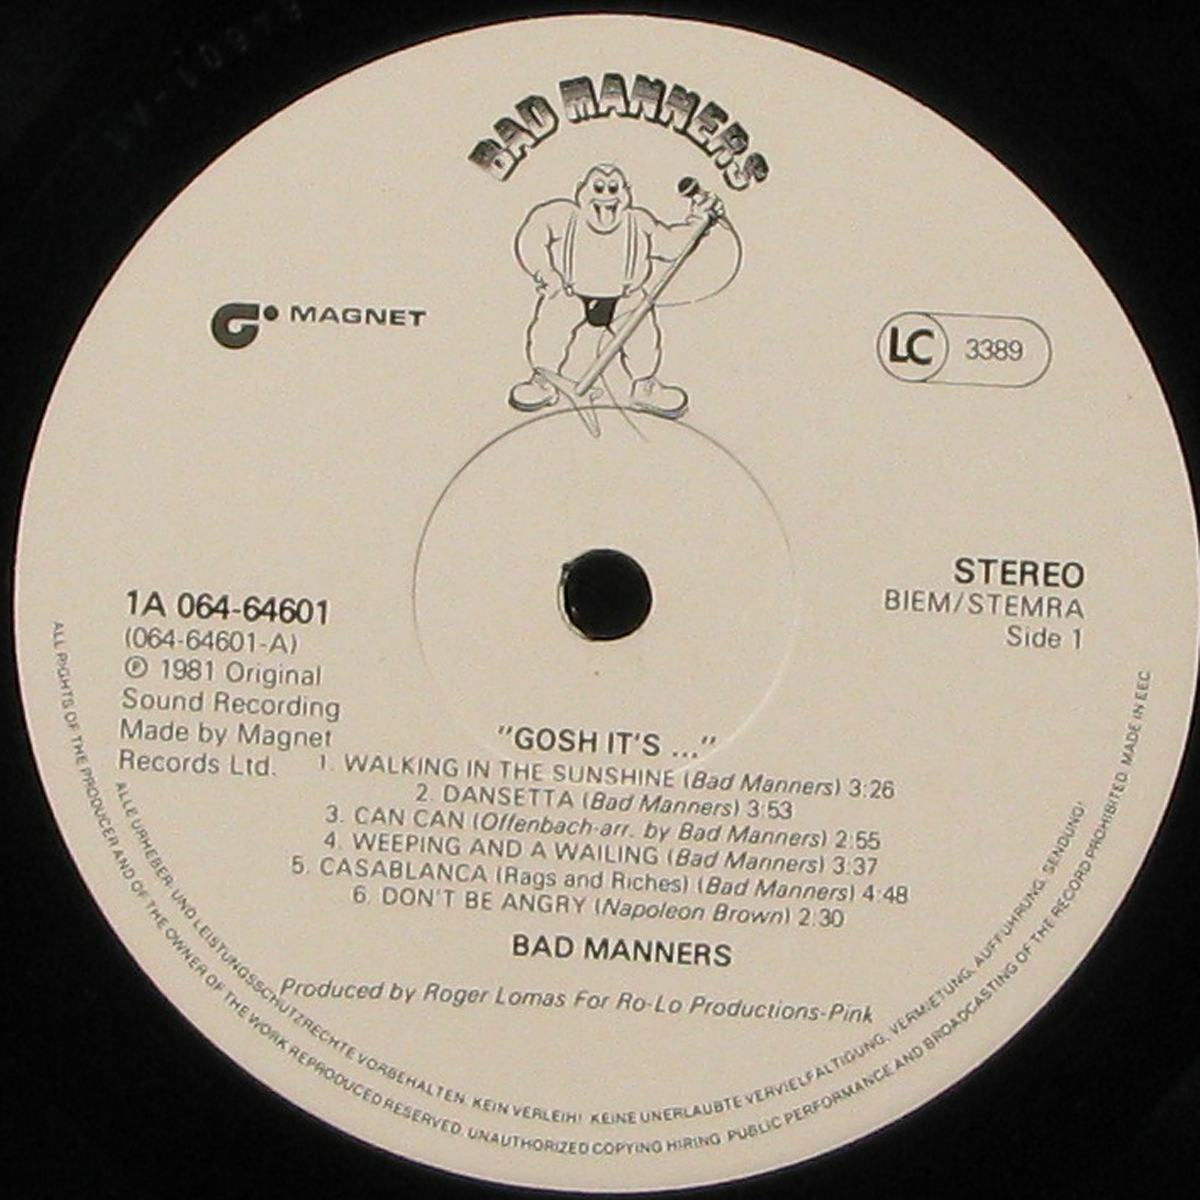 BAD MANNERS
MAGNET
LC 3389
1A 064-64601
(064-64601-A)
Ⓟ 1981 Original
Sound Recording
Made by Magnet
Records Ltd.
STEREO
BIEM/STEMRA
Side 1
"GOSH IT'S ..."
1. WALKING IN THE SUNSHINE (Bad Manners) 3:26
2. DANSETTA (Bad Manners) 3:53
3. CAN CAN (Offenbach-arr. by Bad Manners) 2:55
4. WEEPING AND A WAILING (Bad Manners) 3:37
5. CASABLANCA (Rags and Riches) (Bad Manners) 4:48
6. DON'T BE ANGRY (Napoleon Brown) 2:30
BAD MANNERS
Produced by Roger Lomas For Ro-Lo Productions-Pink
ALLE URHEBER- UND LEISTUNGSSCHUTZRECHTE VORBEHALTEN. KEIN VERLEIH! KEINE UNERLAUBTE VERVIELFALTIGUNG, VERMIETUNG, AUFFUHRUNG, SENDUNG!
ALL RIGHTS OF THE PRODUCER AND OF THE OWNER OF THE WORK REPRODUCED RESERVED. UNAUTHORIZED COPYING HIRING PUBLIC PERFORMANCE AND BROADCASTING OF THE RECORD PROHIBITED. MADE IN EEC